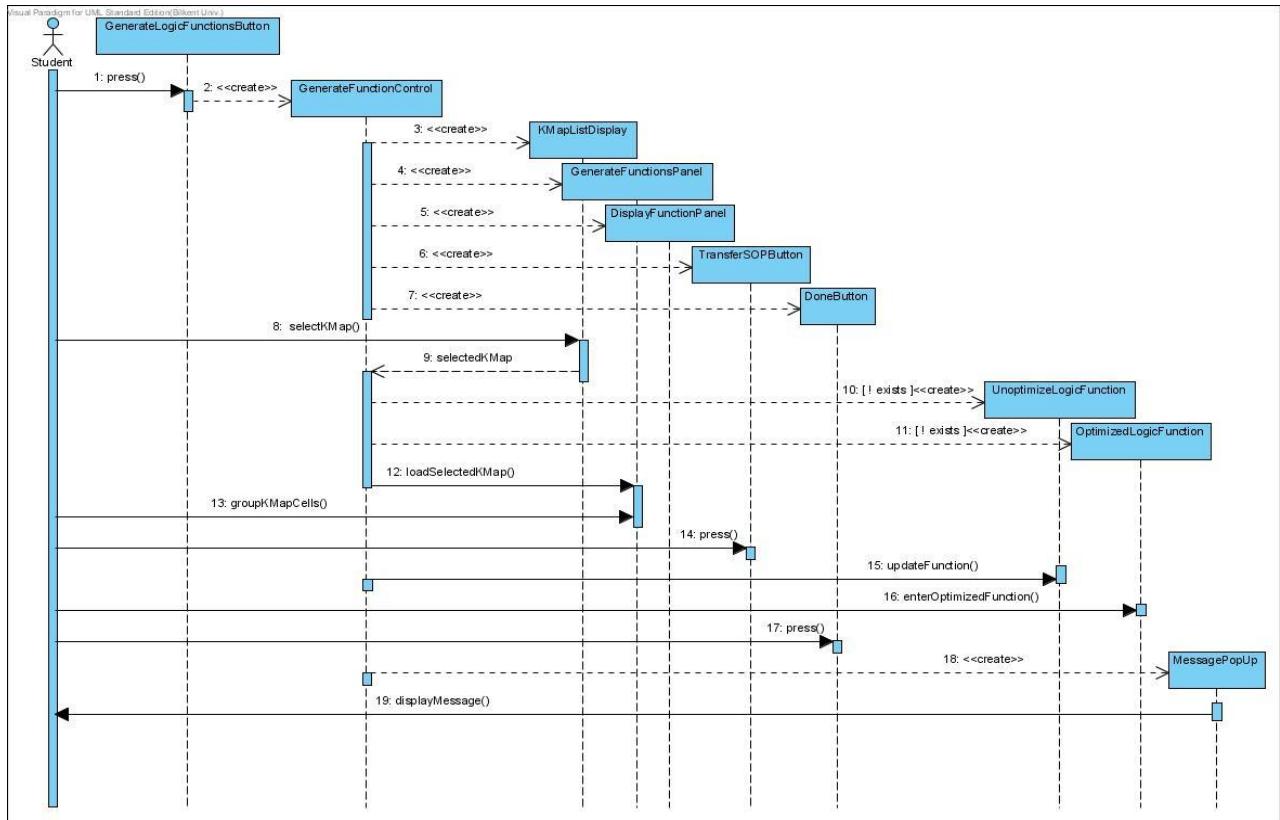 Visual Paradigm for UML Standard Edition(Bilkent Univ.)
GenerateLogicFunctionsButton
Student
1: press()
2: <<create>>
GenerateFunctionControl
3: <<create>>
KMapListDisplay
4: <<create>>
GenerateFunctionsPanel
5: <<create>>
DisplayFunctionPanel
6: <<create>>
TransferSOPButton
7: <<create>>
DoneButton
8: selectKMap()
9: selectedKMap
10: [ ! exists ]<<create>>
UnoptimizeLogicFunction
11: [ ! exists ]<<create>>
OptimizedLogicFunction
12: loadSelectedKMap()
13: groupKMapCells()
14: press()
15: updateFunction()
16: enterOptimizedFunction()
17: press()
18: <<create>>
MessagePopUp
19: displayMessage()